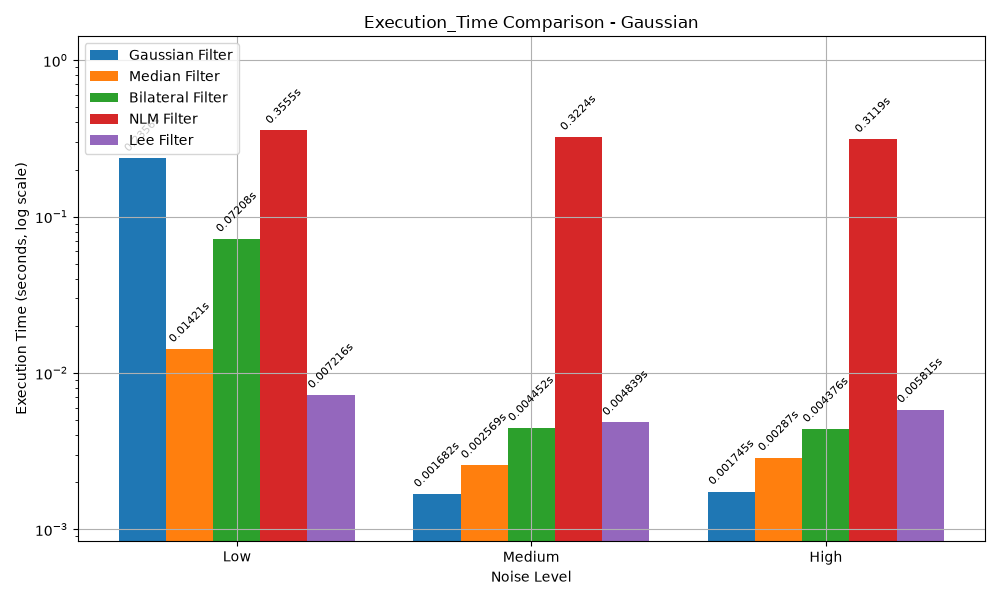 Execution_Time Comparison - Gaussian
Gaussian Filter
Median Filter
Bilateral Filter
NLM Filter
Lee Filter
Execution Time (seconds, log scale)
10⁰
10⁻¹
10⁻²
10⁻³
0.01421s
0.07208s
0.3555s
0.007216s
0.001682s
0.002569s
0.004452s
0.3224s
0.004839s
0.001745s
0.00287s
0.004376s
0.3119s
0.005815s
Low
Medium
High
Noise Level